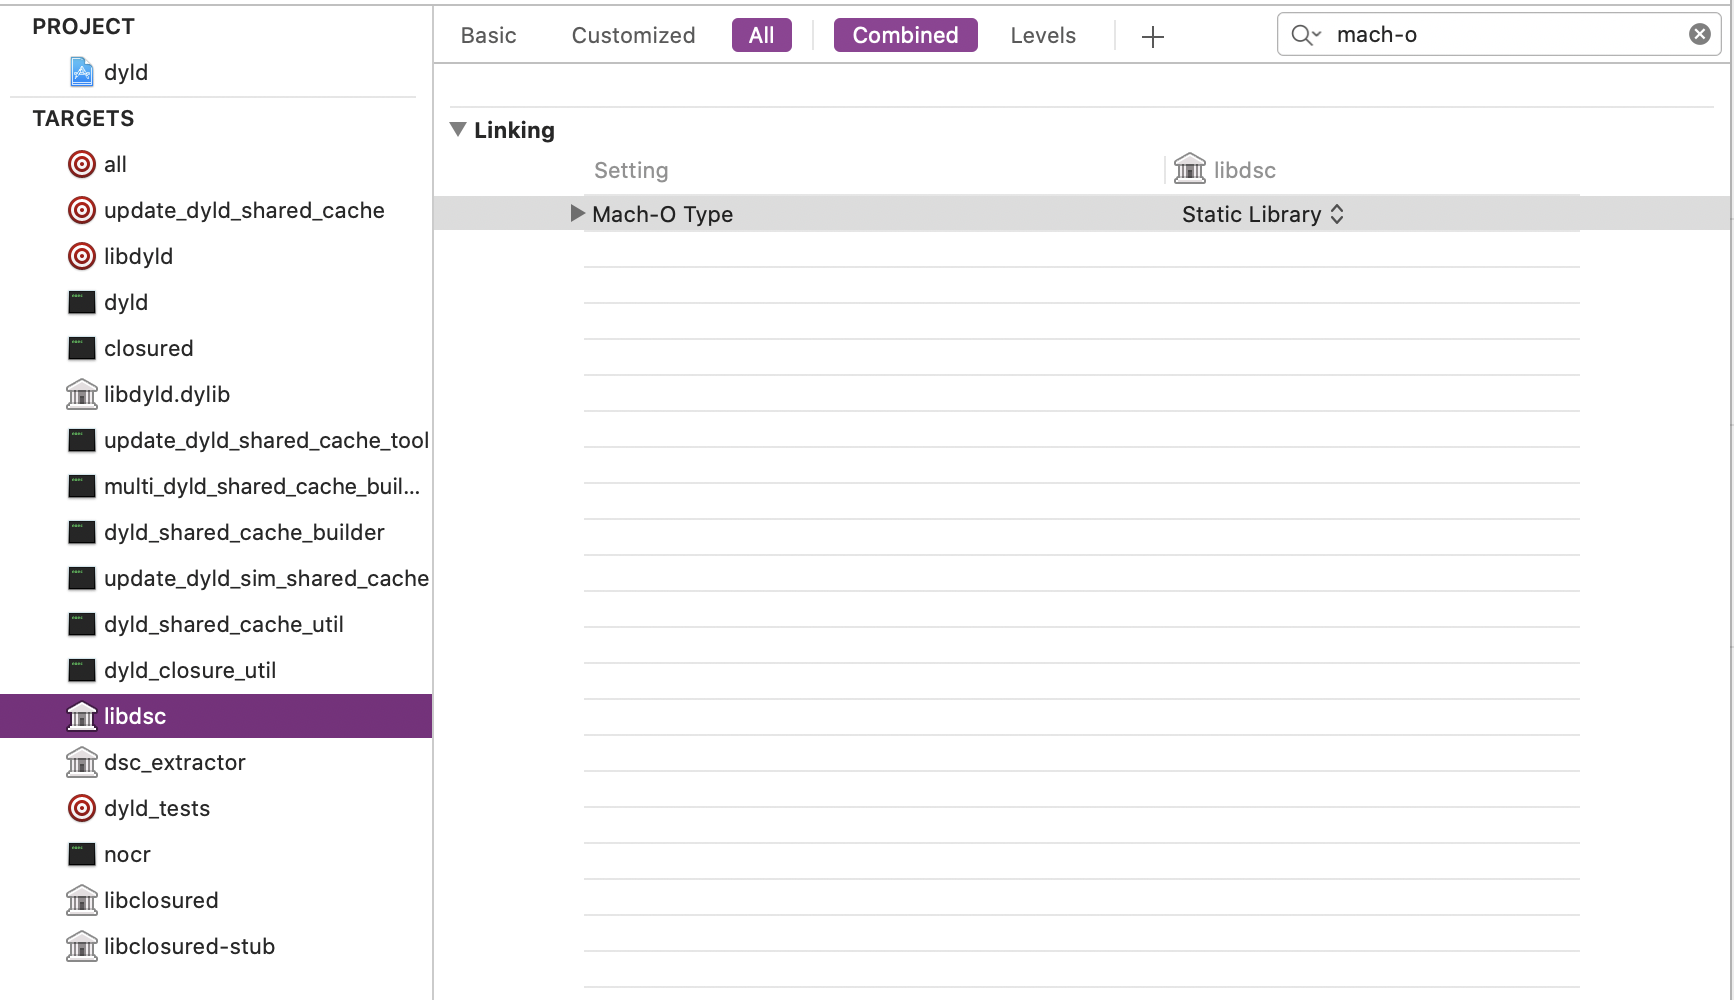 PROJECT
dyld
TARGETS
all
update_dyld_shared_cache
libdyld
dyld
closured
libdyld.dylib
update_dyld_shared_cache_tool
multi_dyld_shared_cache_buil...
dyld_shared_cache_builder
update_dyld_sim_shared_cache
dyld_shared_cache_util
dyld_closure_util
libdsc
dsc_extractor
dyld_tests
nocr
libclosured
libclosured-stub
Basic Customized All Combined Levels + mach-o
Linking
Setting libdsc
Mach-O Type Static Library